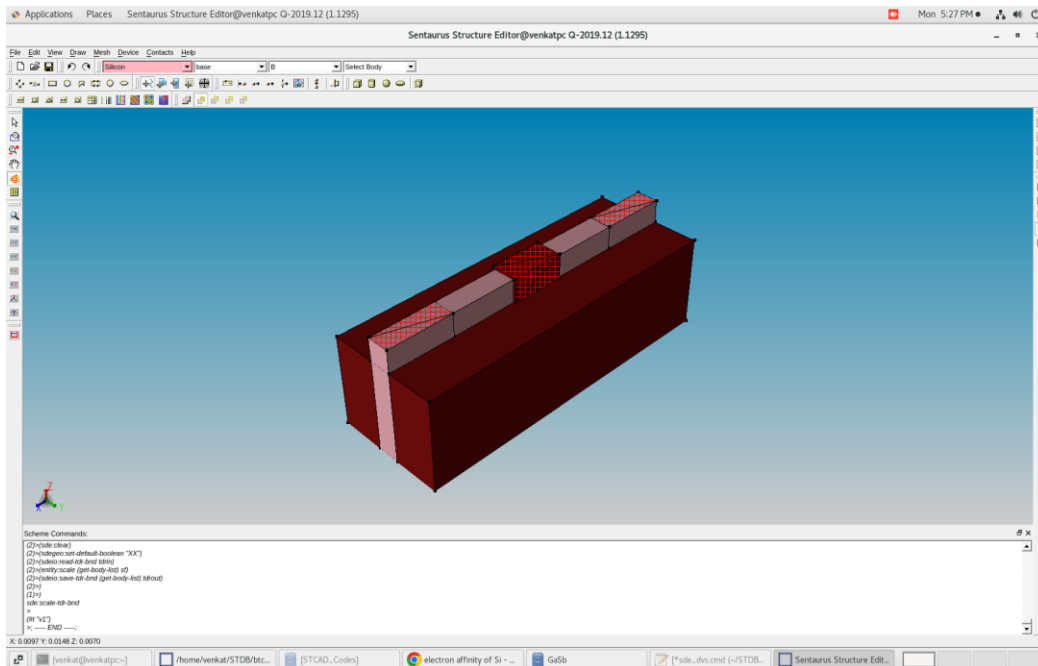 Applications Places Sentaurus Structure Editor@venkatpc Q-2019.12 (1.1295) Mon 5:27 PM
Sentaurus Structure Editor@venkatpc Q-2019.12 (1.1295)
File Edit View Draw Mesh Device Contacts Help
Silicon base B Select Body
Z
X Y
Scheme Commands:
(2)>(sde:clear)
(2)>(sdegeo:set-default-boolean "XX")
(2)>(sdeio:read-tdr-bnd tdrin)
(2)>(entity:scale (get-body-list) sf)
(2)>(sdeio:save-tdr-bnd (get-body-list) tdrout)
(2)>)
(1)>)
sde:scale-tdr-bnd
>
(lit "v1")
>; ---- END ----;
X: 0.0097 Y: 0.0148 Z: 0.0070
[venkat@venkatpc:~] /home/venkat/STDB/btc... [STCAD_Codes] electron affinity of Si - ... GaSb [*sde_dvs.cmd (~/STDB... Sentaurus Structure Edit...